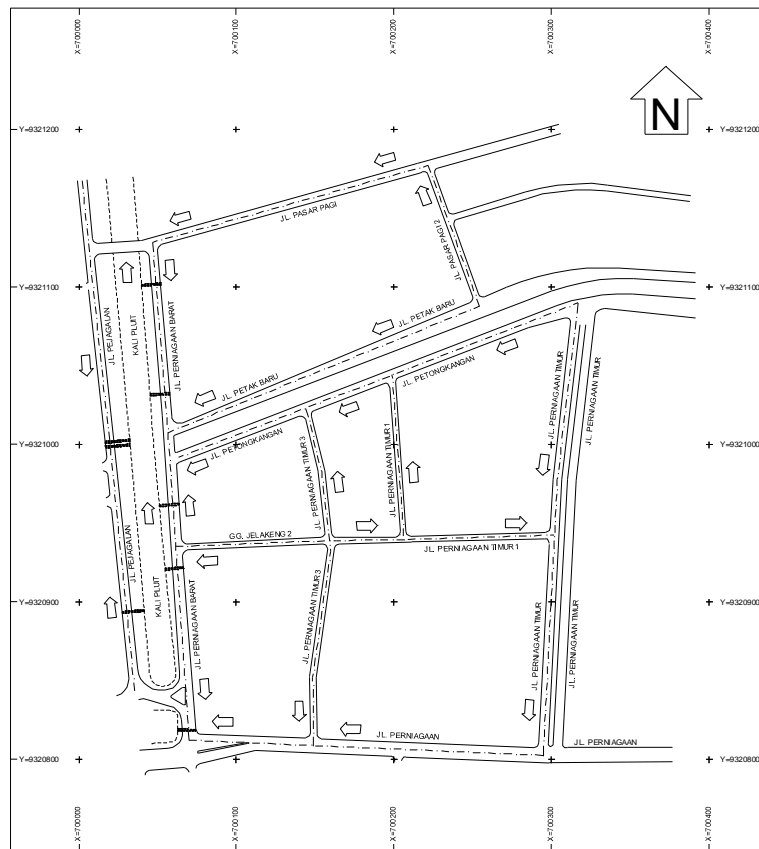 X =700000
X =700100
X =700200
X =700300
X =700400
N
Y=9321200
Y=9321200
JL. PASAR PAGI
JL. PASAR PAGI 2
Y=9321100
Y=9321100
JL. PEJAGALAN
KALI PLUIT
JL. PERNIAGAAN BARAT
JL. PETAK BARU
JL. PETAK BARU
JL. PETONGKANGAN
JL. PERNIAGAAN TIMUR
JL. PERNIAGAAN TIMUR
Y=9321000
Y=9321000
JL. PETONGKANGAN
JL. PERNIAGAAN TIMUR 3
JL. PERNIAGAAN TIMUR 1
GG. JELAKENG 2
JL. PERNIAGAAN TIMUR 1
JL. PEJAGALAN
KALI PLUIT
JL. PERNIAGAAN BARAT
JL. PERNIAGAAN TIMUR 3
Y=9320900
Y=9320900
JL. PERNIAGAAN TIMUR
JL. PERNIAGAAN TIMUR
JL. PERNIAGAAN
JL. PERNIAGAAN
Y=9320800
Y=9320800
X =700000
X =700100
X =700200
X =700300
X =700400